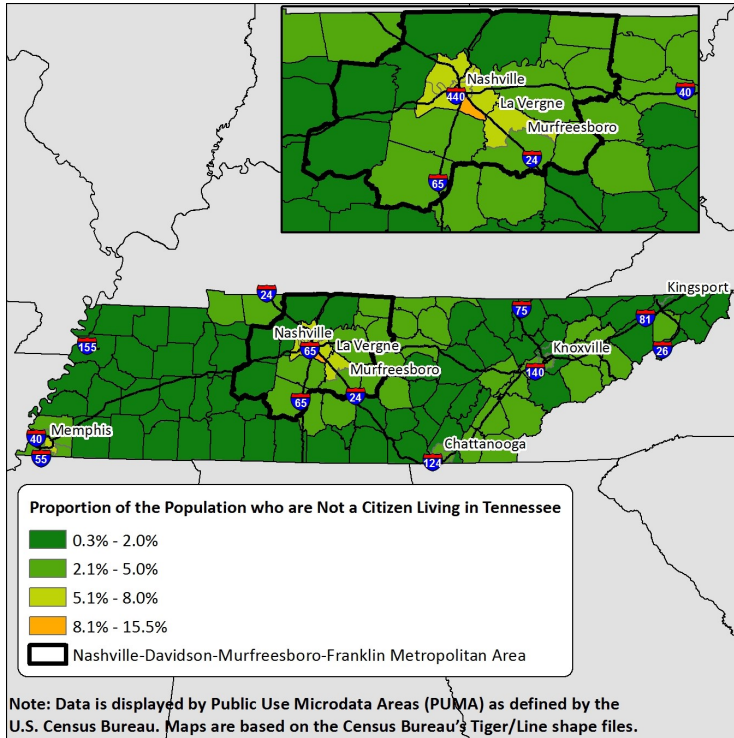 Nashville
440
La Vergne
40
Murfreesboro
24
65
24
Kingsport
75
81
Nashville
155
La Vergne
65
Knoxville
26
Murfreesboro
140
65
24
Memphis
40
Chattanooga
55
124
Proportion of the Population who are Not a Citizen Living in Tennessee
0.3% - 2.0%
2.1% - 5.0%
5.1% - 8.0%
8.1% - 15.5%
Nashville-Davidson-Murfreesboro-Franklin Metropolitan Area
Note: Data is displayed by Public Use Microdata Areas (PUMA) as defined by the
U.S. Census Bureau. Maps are based on the Census Bureau's Tiger/Line shape files.